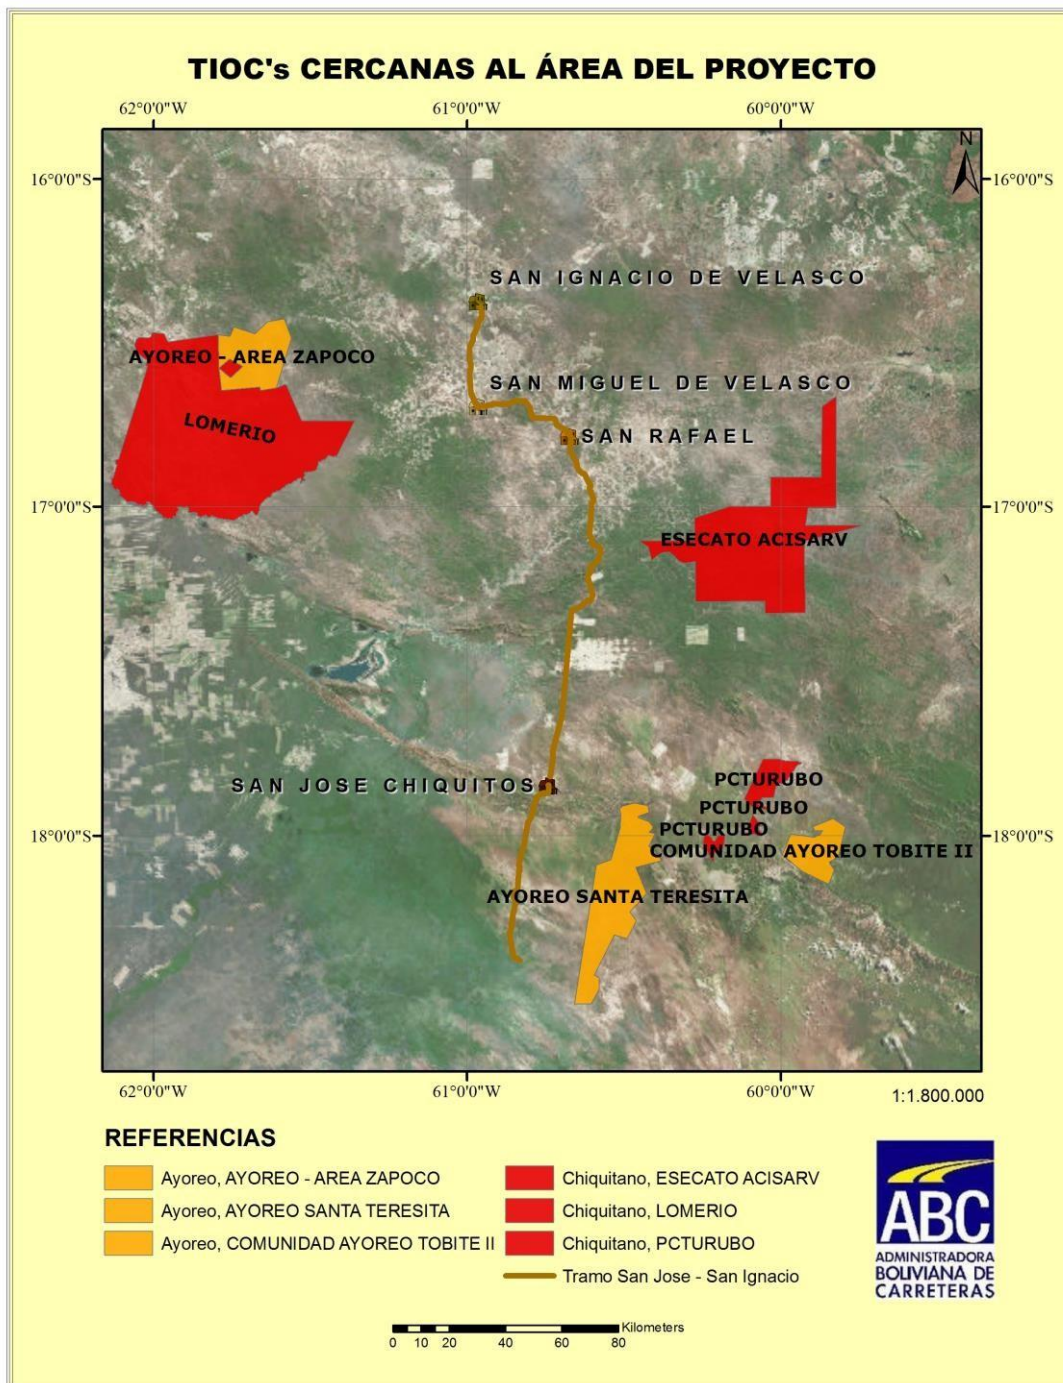 TIOC's CERCANAS AL ÁREA DEL PROYECTO
62°0'0"W 61°0'0"W 60°0'0"W
N
16°0'0"S 16°0'0"S
SAN IGNACIO DE VELASCO
AYOREO - AREA ZAPOCO
SAN MIGUEL DE VELASCO
LOMERIO
SAN RAFAEL
17°0'0"S 17°0'0"S
ESECATO ACISARV
SAN JOSE CHIQUITOS
PCTURUBO
PCTURUBO
PCTURUBO
18°0'0"S 18°0'0"S
COMUNIDAD AYOREO TOBITE II
AYOREO SANTA TERESITA
62°0'0"W 61°0'0"W 60°0'0"W
1:1.800.000
REFERENCIAS
Ayoreo, AYOREO - AREA ZAPOCO
Ayoreo, AYOREO SANTA TERESITA
Ayoreo, COMUNIDAD AYOREO TOBITE II
Chiquitano, ESECATO ACISARV
Chiquitano, LOMERIO
Chiquitano, PCTURUBO
Tramo San Jose - San Ignacio
ABC
ADMINISTRADORA
BOLIVIANA DE
CARRETERAS
Kilometers
0 10 20 40 60 80